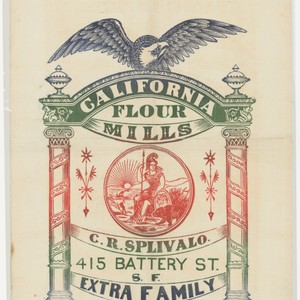 CALIFORNIA
FLOUR
MILLS
C. R. SPLIVALO.
415 BATTERY ST.
S. F.
EXTRA FAMILY